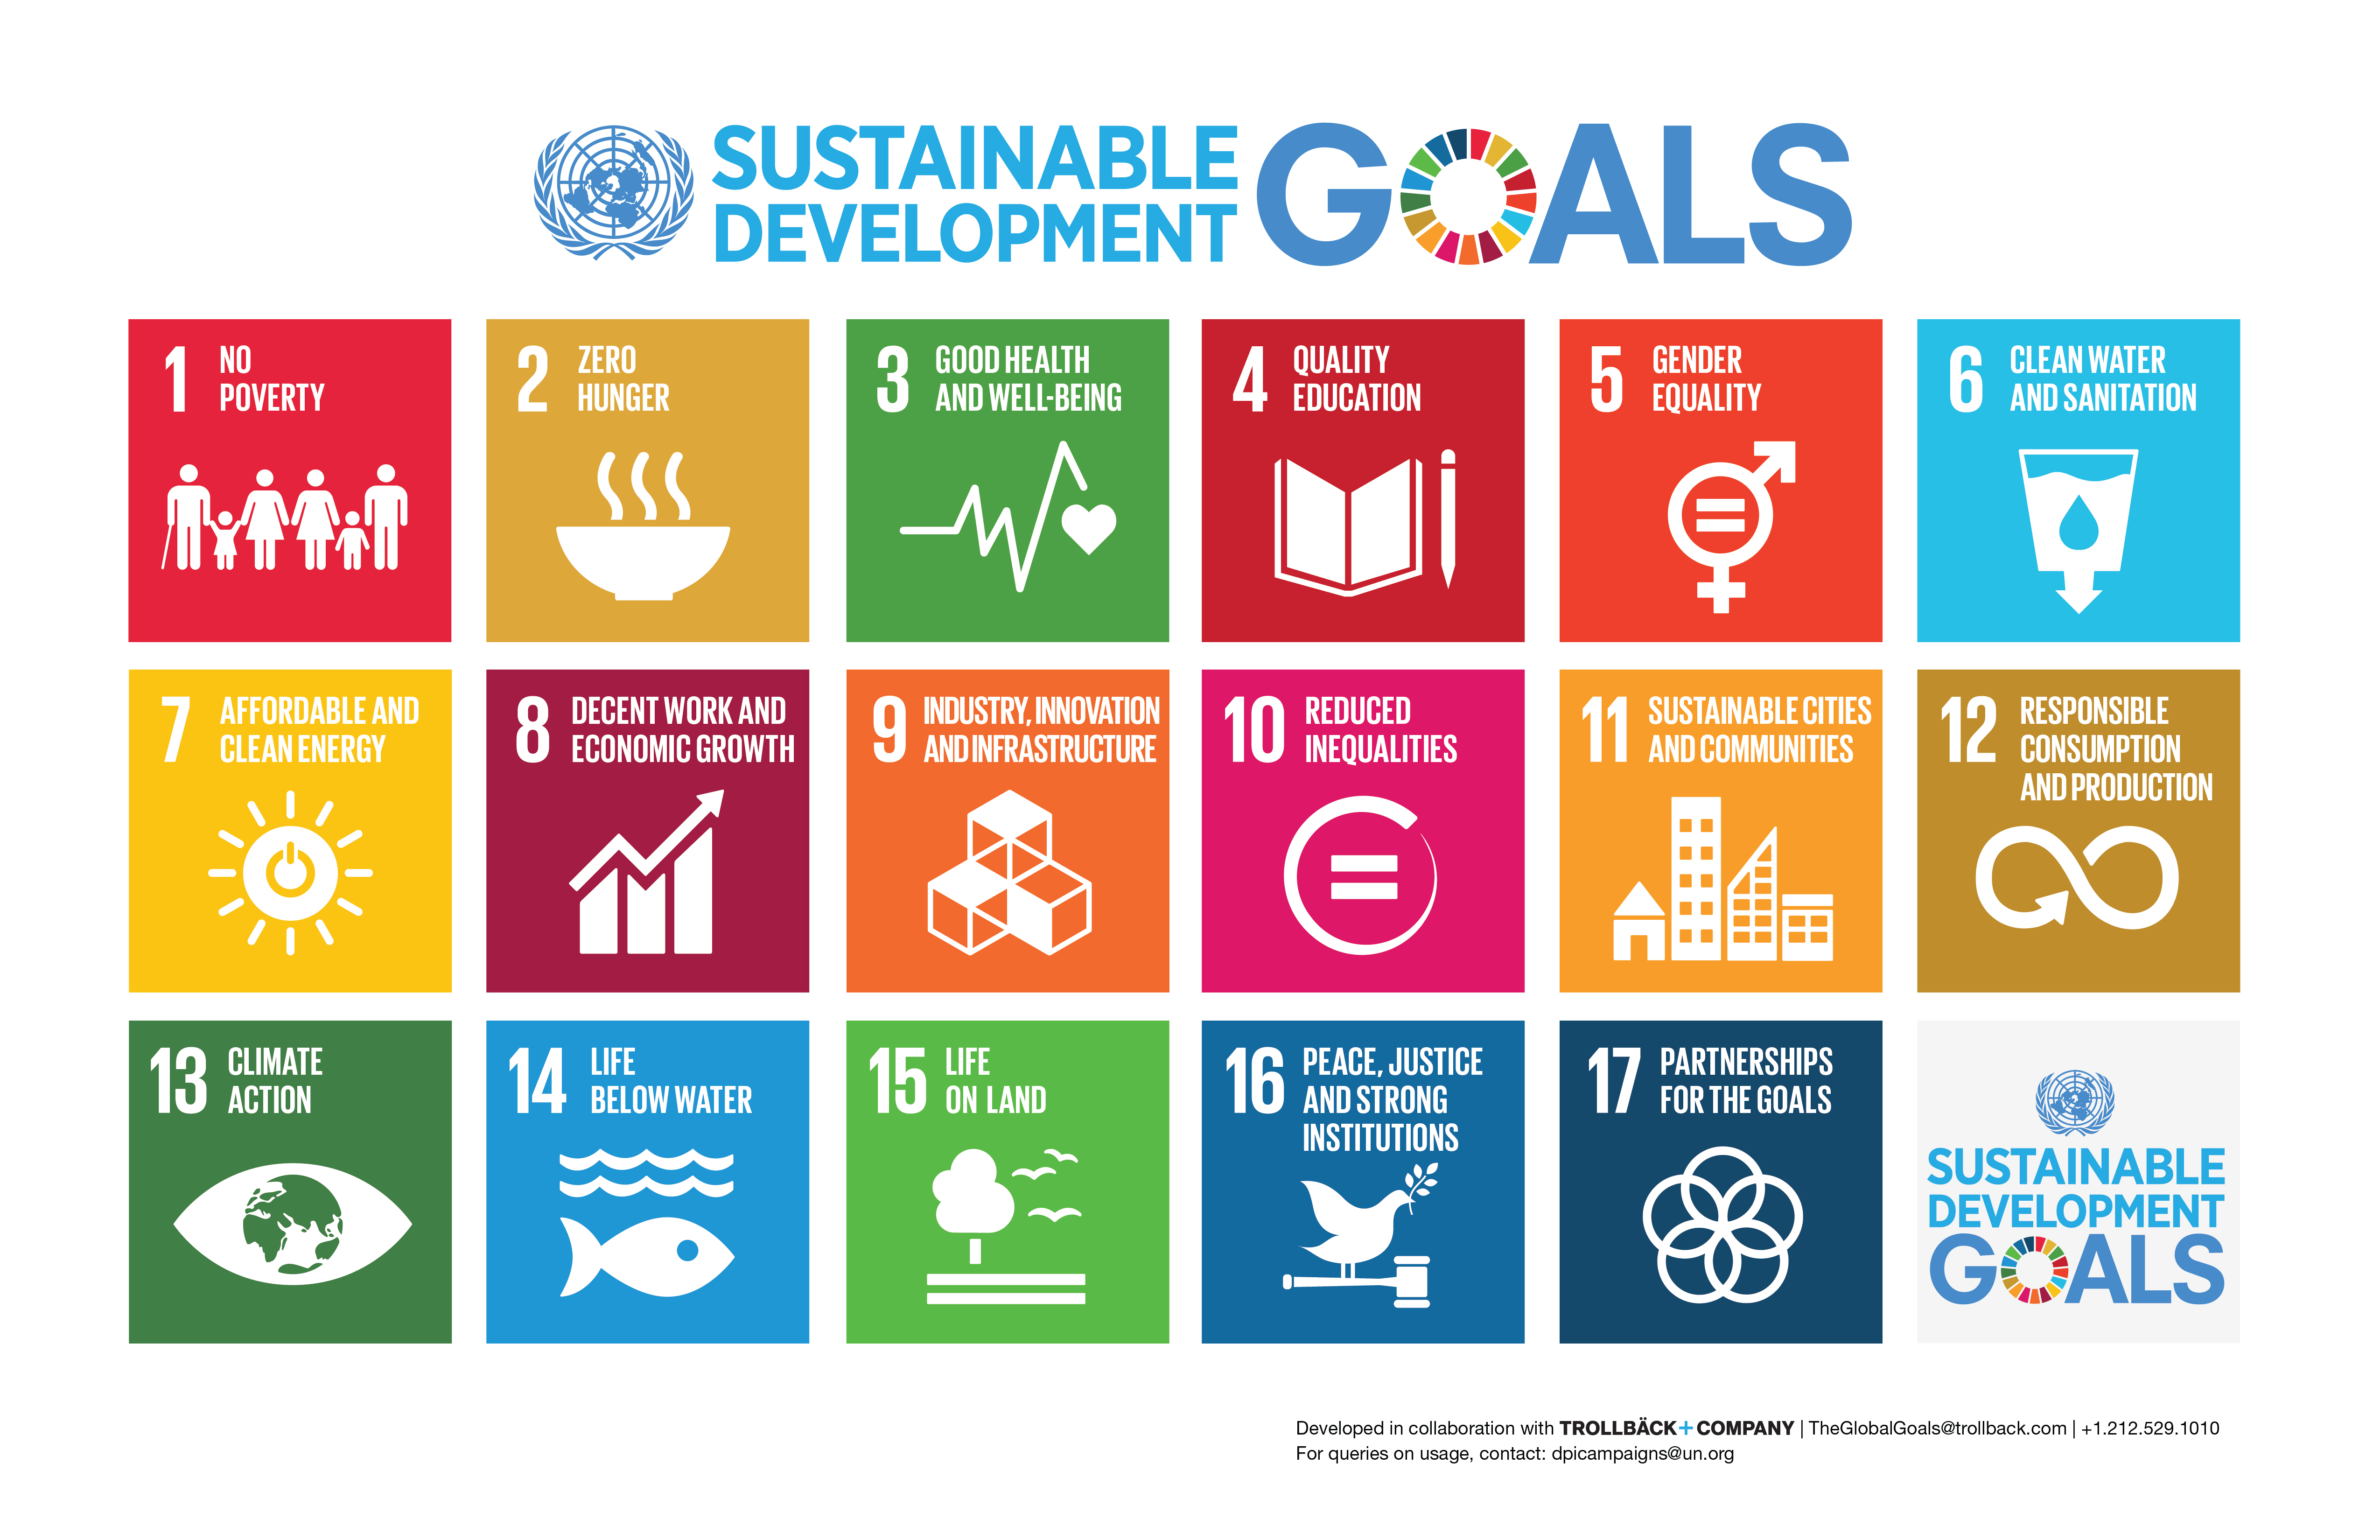 SUSTAINABLE
DEVELOPMENT
GOALS
1 NO
POVERTY
2 ZERO
HUNGER
3 GOOD HEALTH
AND WELL-BEING
4 QUALITY
EDUCATION
5 GENDER
EQUALITY
6 CLEAN WATER
AND SANITATION
7 AFFORDABLE AND
CLEAN ENERGY
8 DECENT WORK AND
ECONOMIC GROWTH
9 INDUSTRY, INNOVATION
AND INFRASTRUCTURE
10 REDUCED
INEQUALITIES
11 SUSTAINABLE CITIES
AND COMMUNITIES
12 RESPONSIBLE
CONSUMPTION
AND PRODUCTION
13 CLIMATE
ACTION
14 LIFE
BELOW WATER
15 LIFE
ON LAND
16 PEACE, JUSTICE
AND STRONG
INSTITUTIONS
17 PARTNERSHIPS
FOR THE GOALS
SUSTAINABLE
DEVELOPMENT
GOALS
Developed in collaboration with TROLLBÄCK+COMPANY | TheGlobalGoals@trollback.com | +1.212.529.1010
For queries on usage, contact: dpicampaigns@un.org